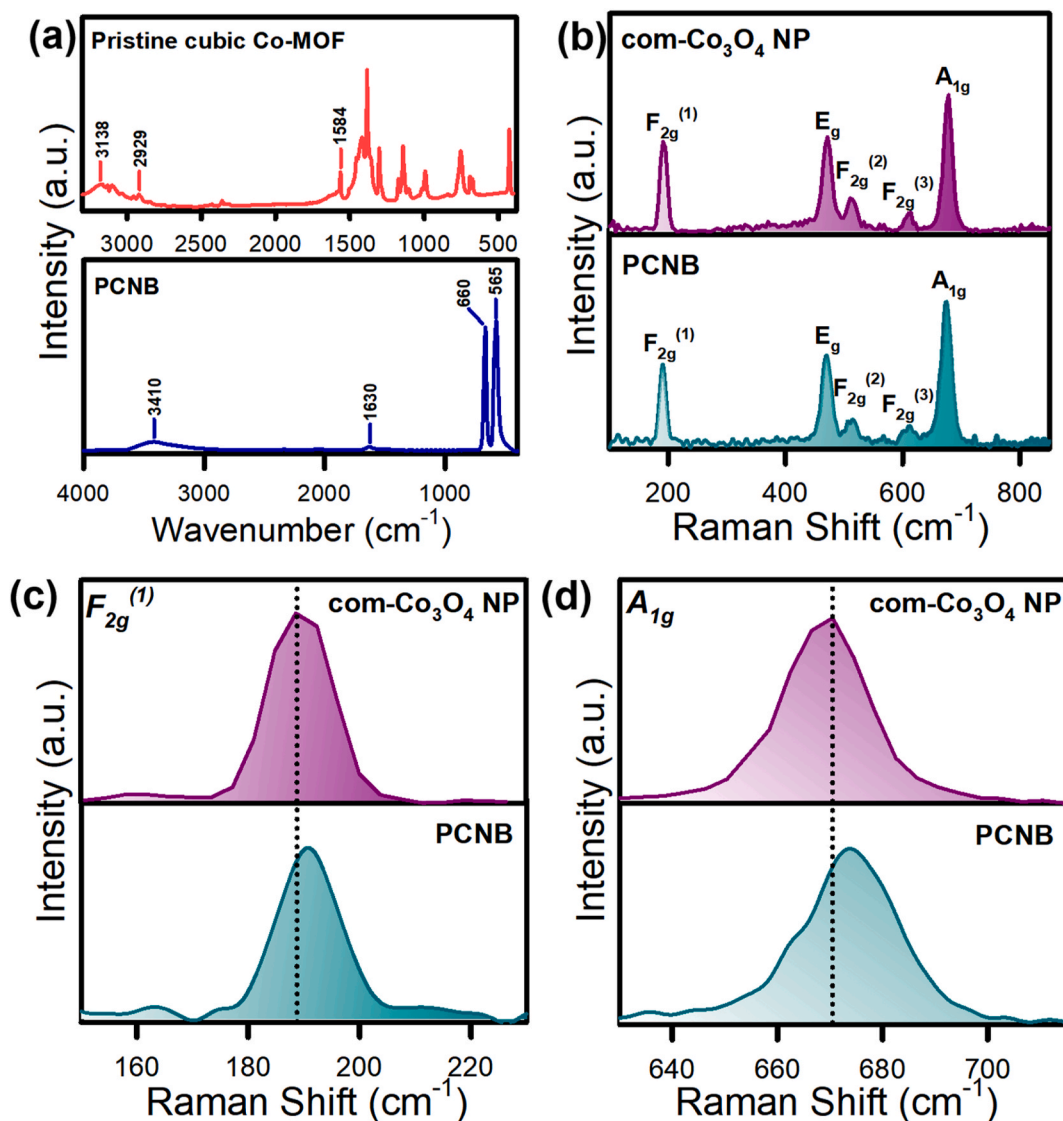 (a)
Pristine cubic Co-MOF
3138
2929
1584
3000 2500 2000 1500 1000 500
PCNB
3410
1630
660
565
4000 3000 2000 1000
Wavenumber (cm⁻¹)
Intensity (a.u.)
(b)
com-Co₃O₄ NP
F₂g⁽¹⁾
E_g
F₂g⁽²⁾
F₂g⁽³⁾
A₁g
PCNB
F₂g⁽¹⁾
E_g
F₂g⁽²⁾
F₂g⁽³⁾
A₁g
200 400 600 800
Raman Shift (cm⁻¹)
Intensity (a.u.)
(c)
F₂g⁽¹⁾
com-Co₃O₄ NP
PCNB
160 180 200 220
Raman Shift (cm⁻¹)
Intensity (a.u.)
(d)
A₁g
com-Co₃O₄ NP
PCNB
640 660 680 700
Raman Shift (cm⁻¹)
Intensity (a.u.)